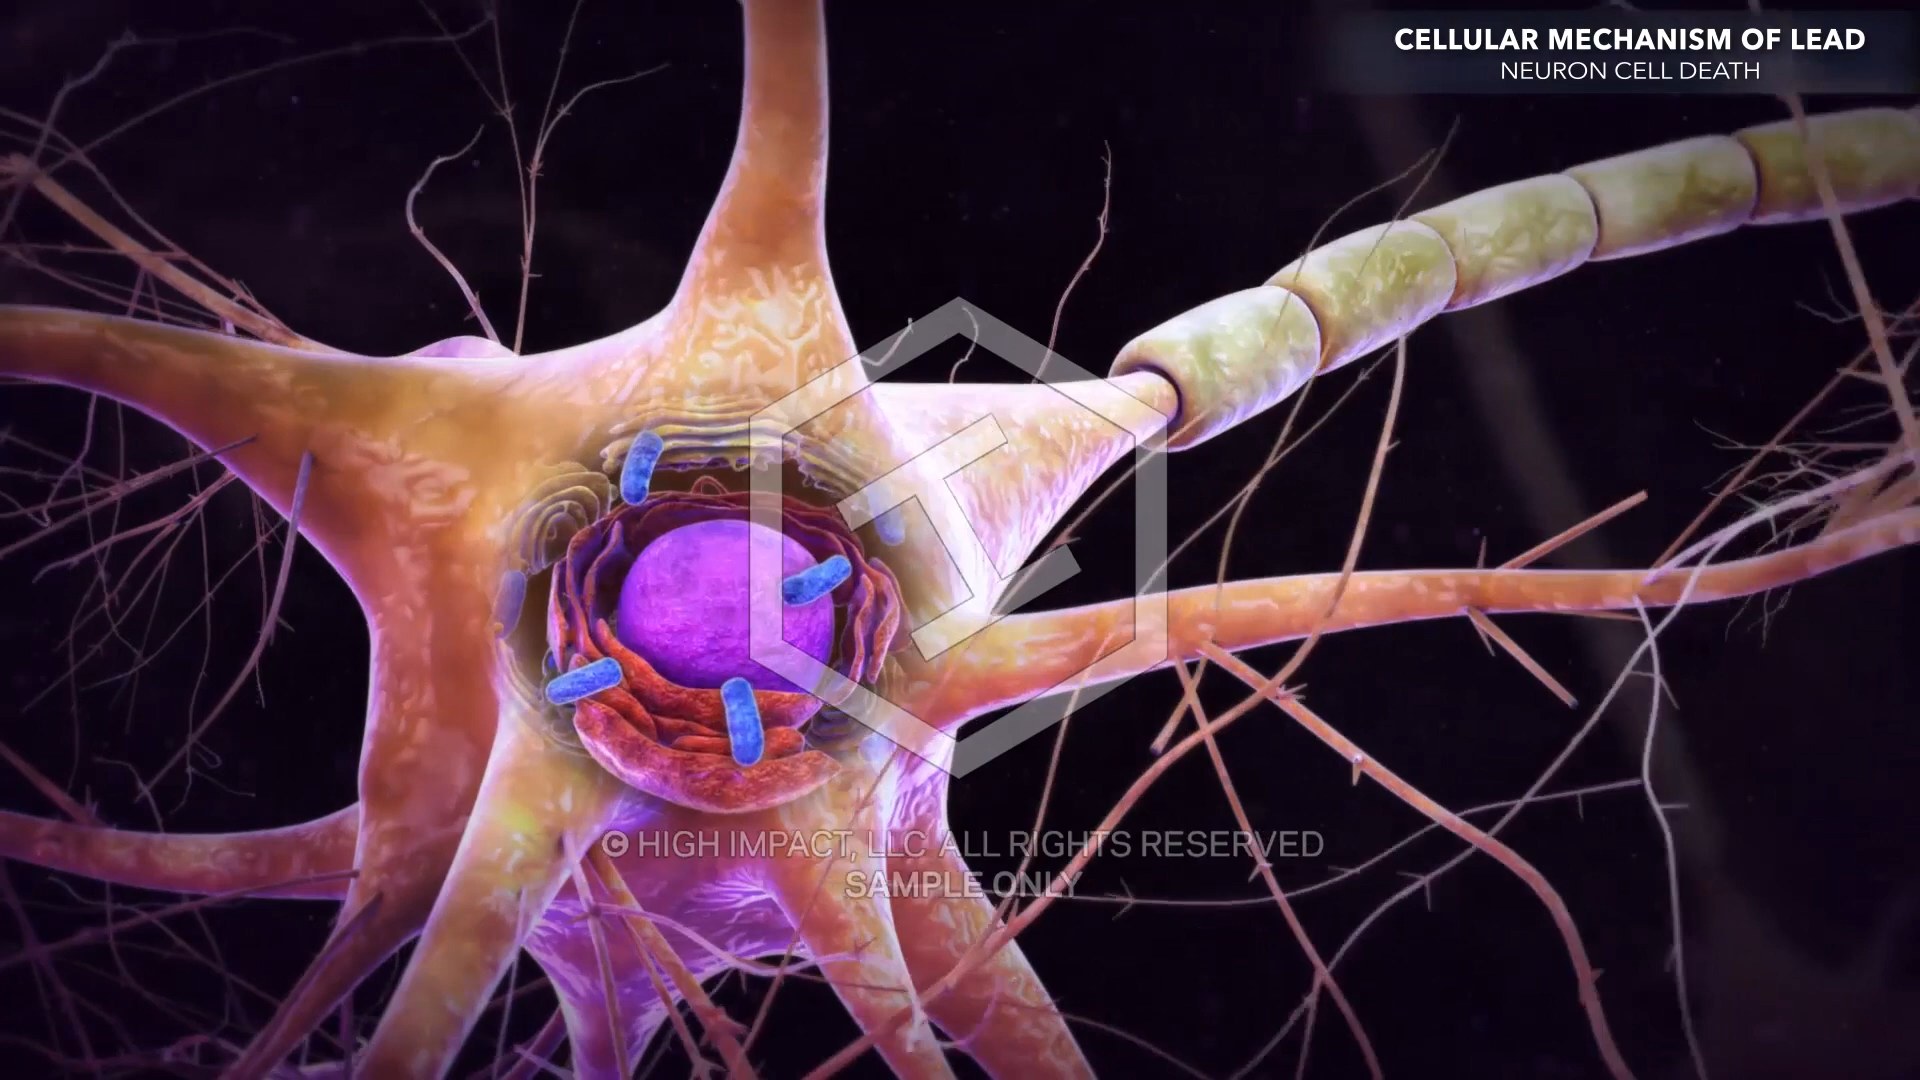 CELLULAR MECHANISM OF LEAD
NEURON CELL DEATH
© HIGH IMPACT, LLC ALL RIGHTS RESERVED
SAMPLE ONLY